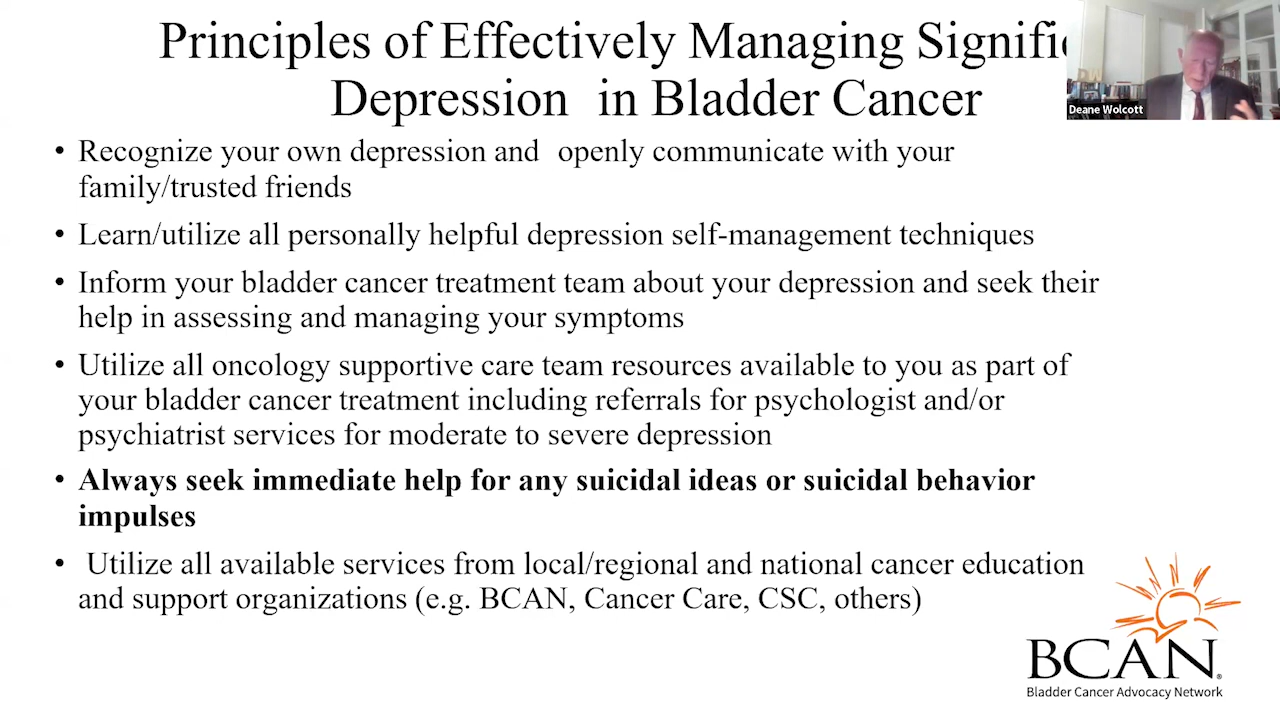 Principles of Effectively Managing Signific
Depression in Bladder Cancer
Deane Wolcott
• Recognize your own depression and openly communicate with your
family/trusted friends
• Learn/utilize all personally helpful depression self-management techniques
• Inform your bladder cancer treatment team about your depression and seek their
help in assessing and managing your symptoms
• Utilize all oncology supportive care team resources available to you as part of
your bladder cancer treatment including referrals for psychologist and/or
psychiatrist services for moderate to severe depression
• Always seek immediate help for any suicidal ideas or suicidal behavior
impulses
• Utilize all available services from local/regional and national cancer education
and support organizations (e.g. BCAN, Cancer Care, CSC, others)
BCAN®
Bladder Cancer Advocacy Network